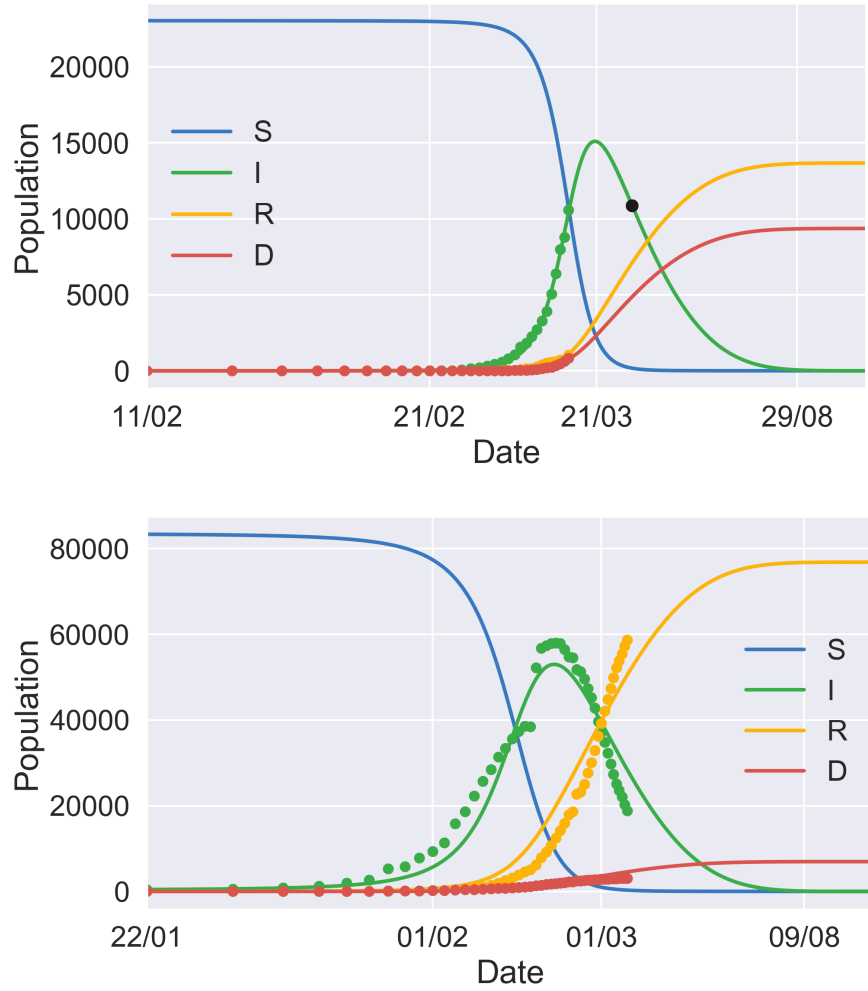 20000
15000
10000
5000
0
Population
S
I
R
D
11/02 21/02 21/03 29/08
Date
80000
60000
40000
20000
0
Population
S
I
R
D
22/01 01/02 01/03 09/08
Date